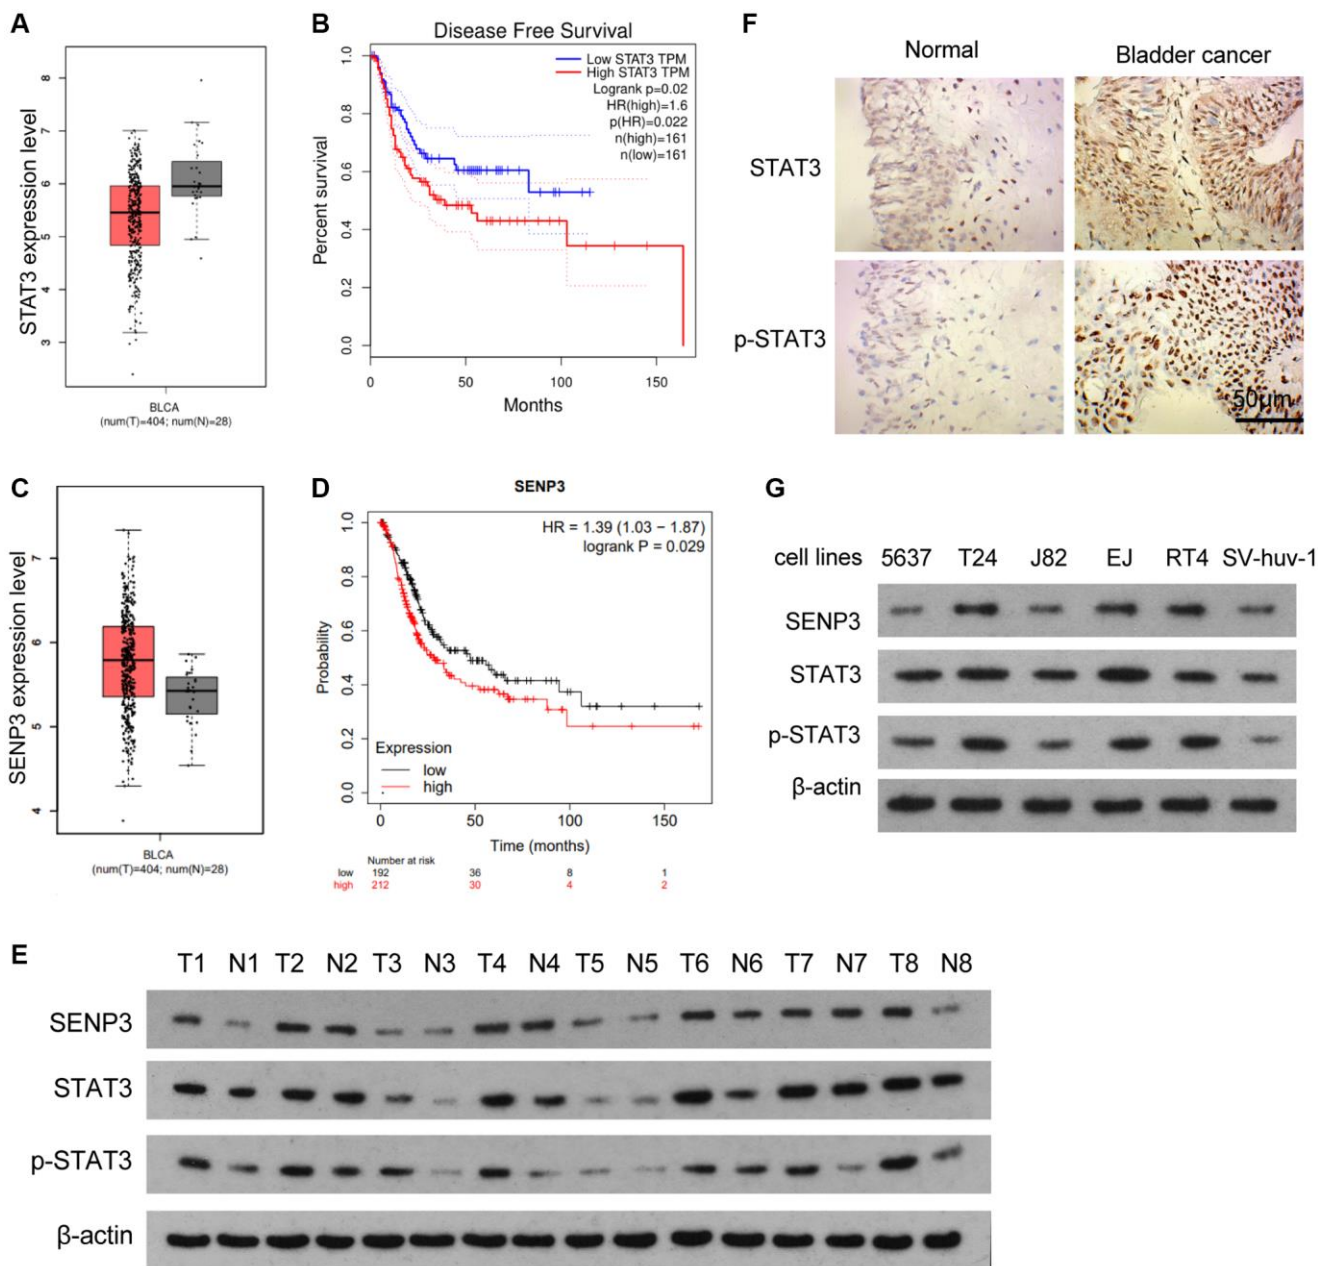 A
STAT3 expression level
8
7
6
5
4
3
BLCA
(num(T)=404; num(N)=28)
B
Disease Free Survival
Low STAT3 TPM
High STAT3 TPM
Logrank p=0.02
HR(high)=1.6
p(HR)=0.022
n(high)=161
n(low)=161
Percent survival
1.0
0.8
0.6
0.4
0.2
0.0
0 50 100 150
Months
F
Normal Bladder cancer
STAT3
p-STAT3
50μm
C
SENP3 expression level
7
6
5
4
BLCA
(num(T)=404; num(N)=28)
D
SENP3
HR = 1.39 (1.03 − 1.87)
logrank P = 0.029
Probability
1.0
0.8
0.6
0.4
0.2
0.0
Expression
low
high
0 50 100 150
Time (months)
Number at risk
low 192 36 8 1
high 212 30 4 2
G
cell lines 5637 T24 J82 EJ RT4 SV-huv-1
SENP3
STAT3
p-STAT3
β-actin
E
T1 N1 T2 N2 T3 N3 T4 N4 T5 N5 T6 N6 T7 N7 T8 N8
SENP3
STAT3
p-STAT3
β-actin